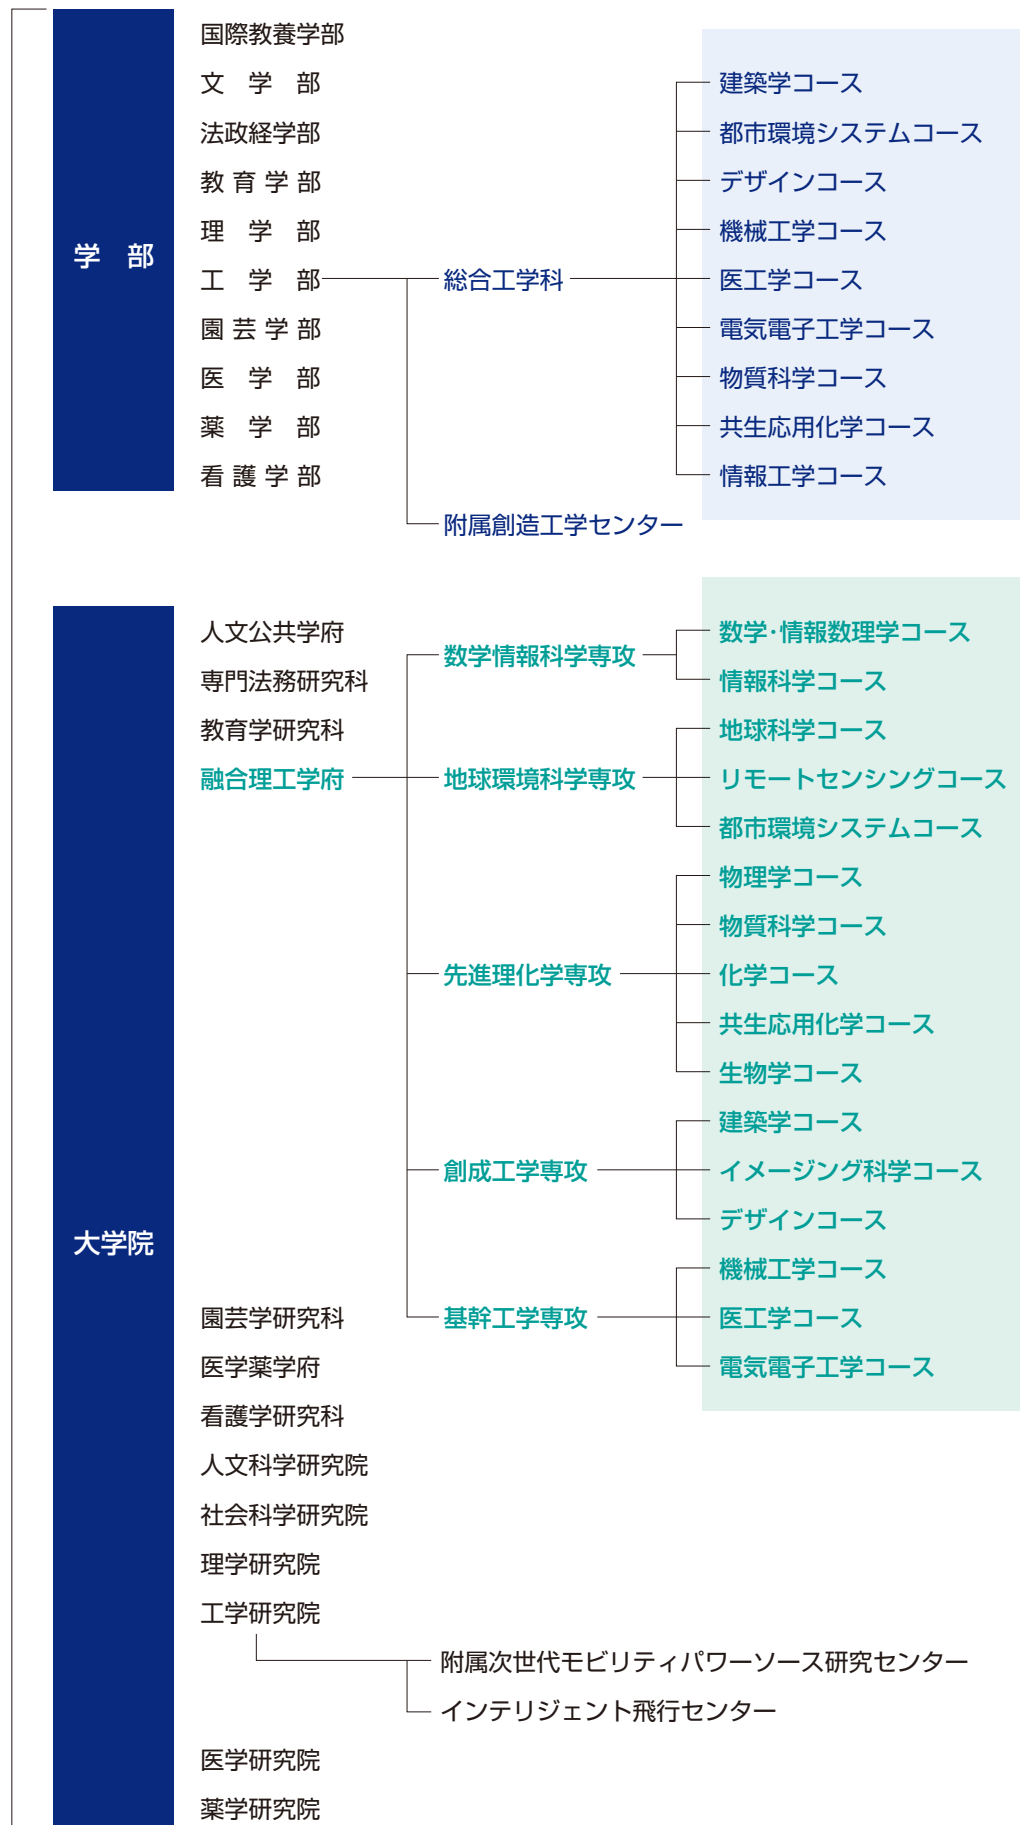 学　部
国際教養学部
文　学　部
法政経学部
教 育 学 部
理　学　部
工　学　部
園 芸 学 部
医　学　部
薬　学　部
看 護 学 部
総合工学科
附属創造工学センター
建築学コース
都市環境システムコース
デザインコース
機械工学コース
医工学コース
電気電子工学コース
物質科学コース
共生応用化学コース
情報工学コース
大学院
人文公共学府
専門法務研究科
教育学研究科
融合理工学府
数学情報科学専攻
数学･情報数理学コース
情報科学コース
地球環境科学専攻
地球科学コース
リモートセンシングコース
都市環境システムコース
先進理化学専攻
物理学コース
物質科学コース
化学コース
共生応用化学コース
生物学コース
創成工学専攻
建築学コース
イメージング科学コース
デザインコース
基幹工学専攻
機械工学コース
医工学コース
電気電子工学コース
園芸学研究科
医学薬学府
看護学研究科
人文科学研究院
社会科学研究院
理学研究院
工学研究院
附属次世代モビリティパワーソース研究センター
インテリジェント飛行センター
医学研究院
薬学研究院